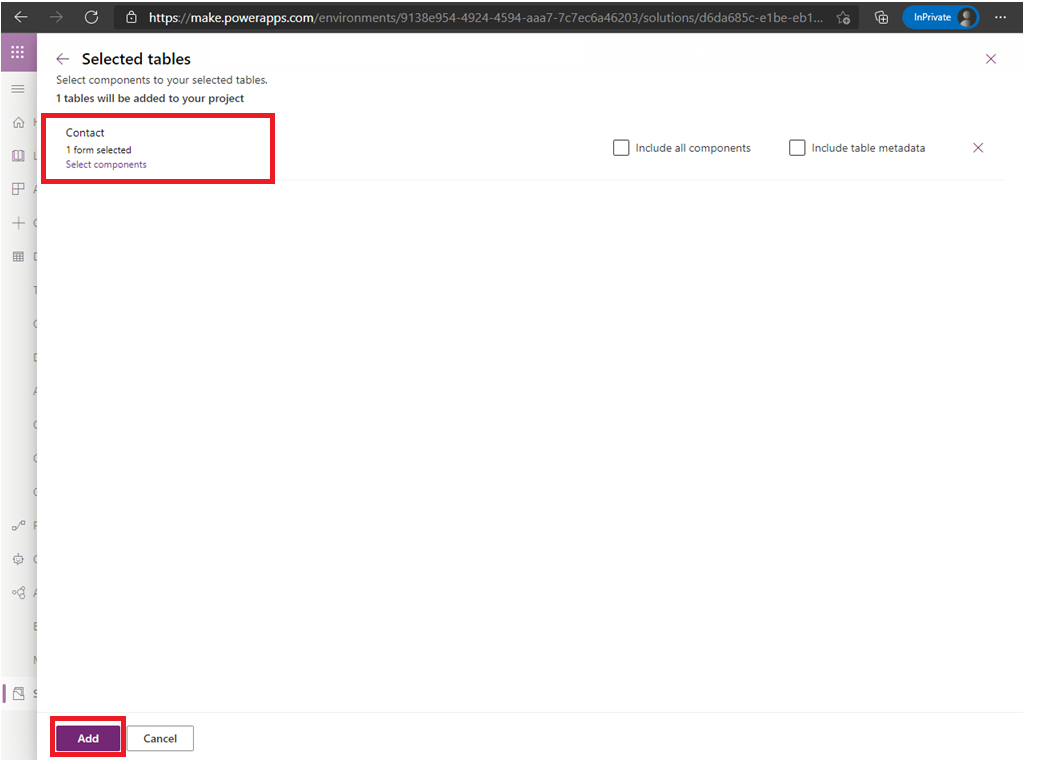 https://make.powerapps.com/environments/9138e954-4924-4594-aaa7-7c7ec6a46203/solutions/d6da685c-e1be-eb1...
InPrivate
Selected tables
Select components to your selected tables.
1 tables will be added to your project
Contact
1 form selected
Select components
Include all components
Include table metadata
Add
Cancel